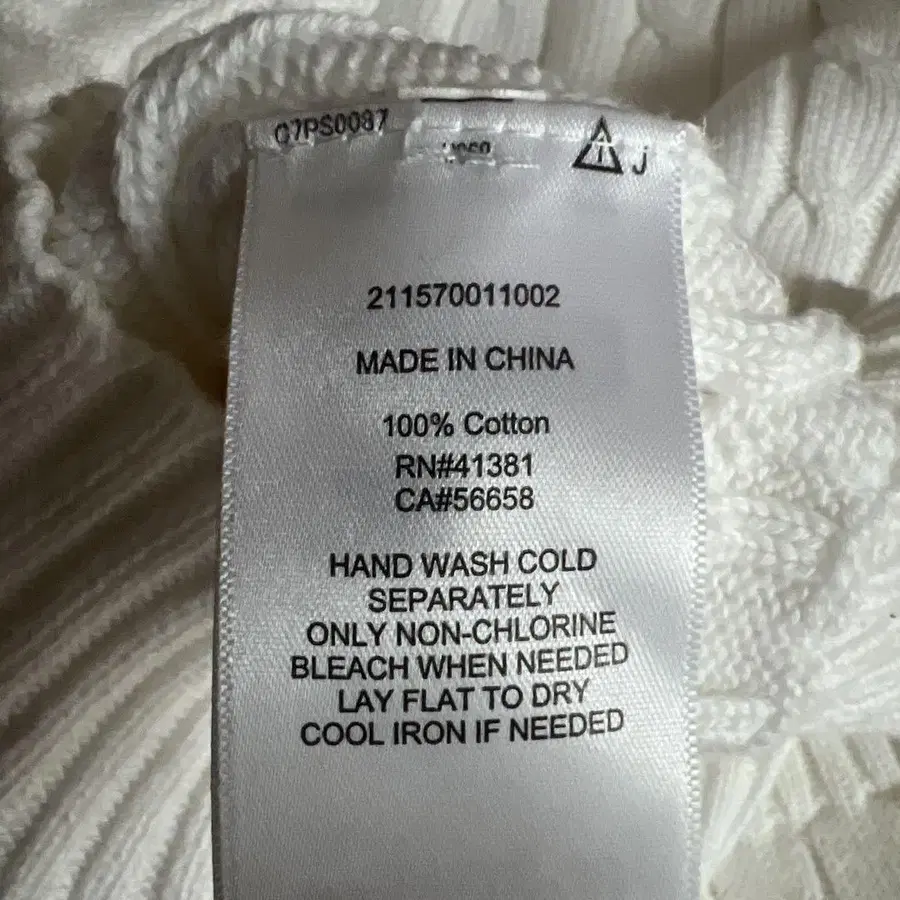 Q7PS0087
J
211570011002
MADE IN CHINA
100% Cotton
RN#41381
CA#56658
HAND WASH COLD
SEPARATELY
ONLY NON-CHLORINE
BLEACH WHEN NEEDED
LAY FLAT TO DRY
COOL IRON IF NEEDED